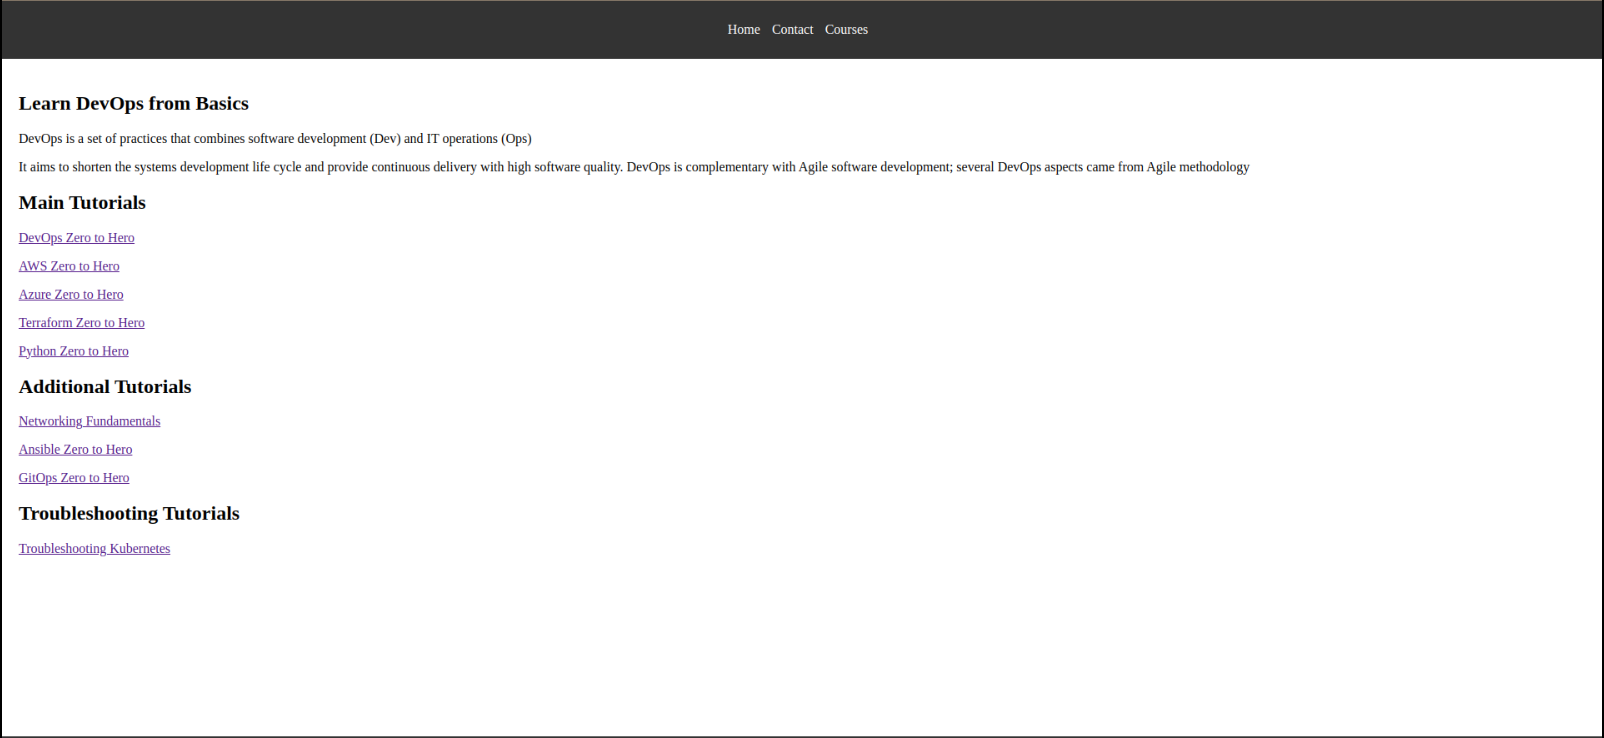 Home Contact Courses
Learn DevOps from Basics
DevOps is a set of practices that combines software development (Dev) and IT operations (Ops)
It aims to shorten the systems development life cycle and provide continuous delivery with high software quality. DevOps is complementary with Agile software development; several DevOps aspects came from Agile methodology
Main Tutorials
DevOps Zero to Hero
AWS Zero to Hero
Azure Zero to Hero
Terraform Zero to Hero
Python Zero to Hero
Additional Tutorials
Networking Fundamentals
Ansible Zero to Hero
GitOps Zero to Hero
Troubleshooting Tutorials
Troubleshooting Kubernetes